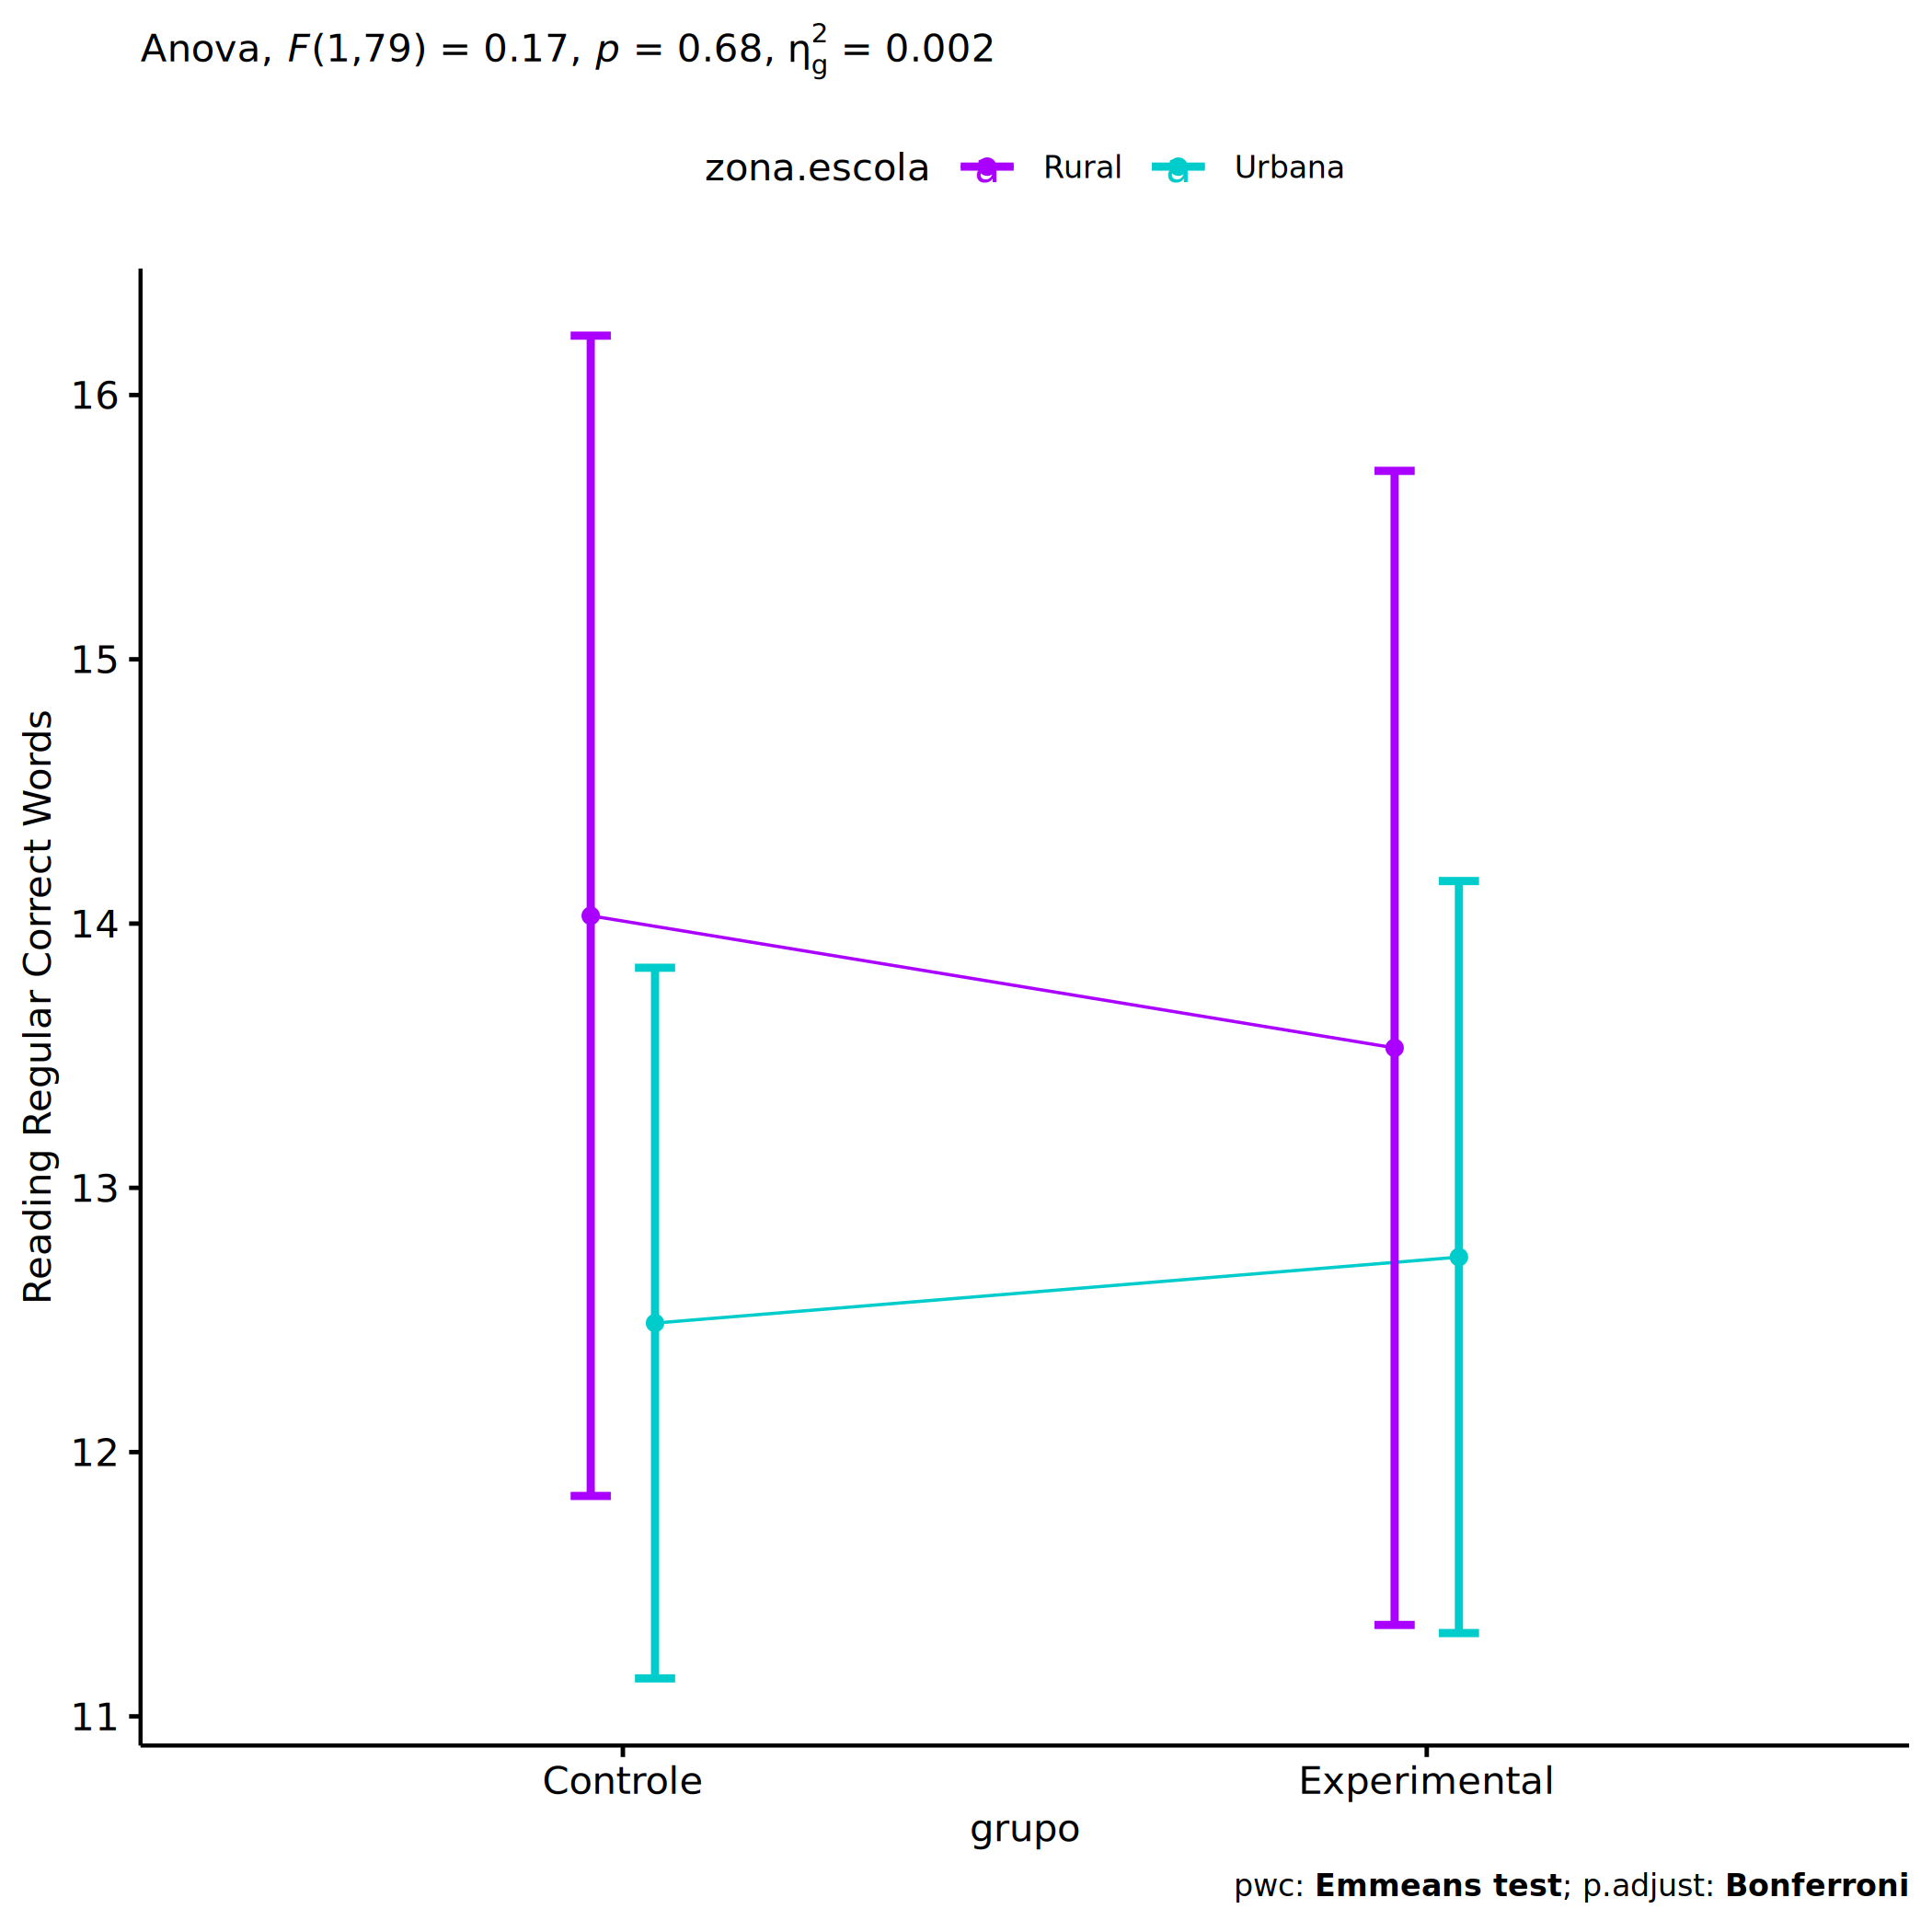 Anova, F(1,79) = 0.17, p = 0.68, η²g = 0.002
zona.escola a Rural a Urbana
16
15
14
13
12
11
Reading Regular Correct Words
Controle Experimental
grupo
pwc: Emmeans test; p.adjust: Bonferroni